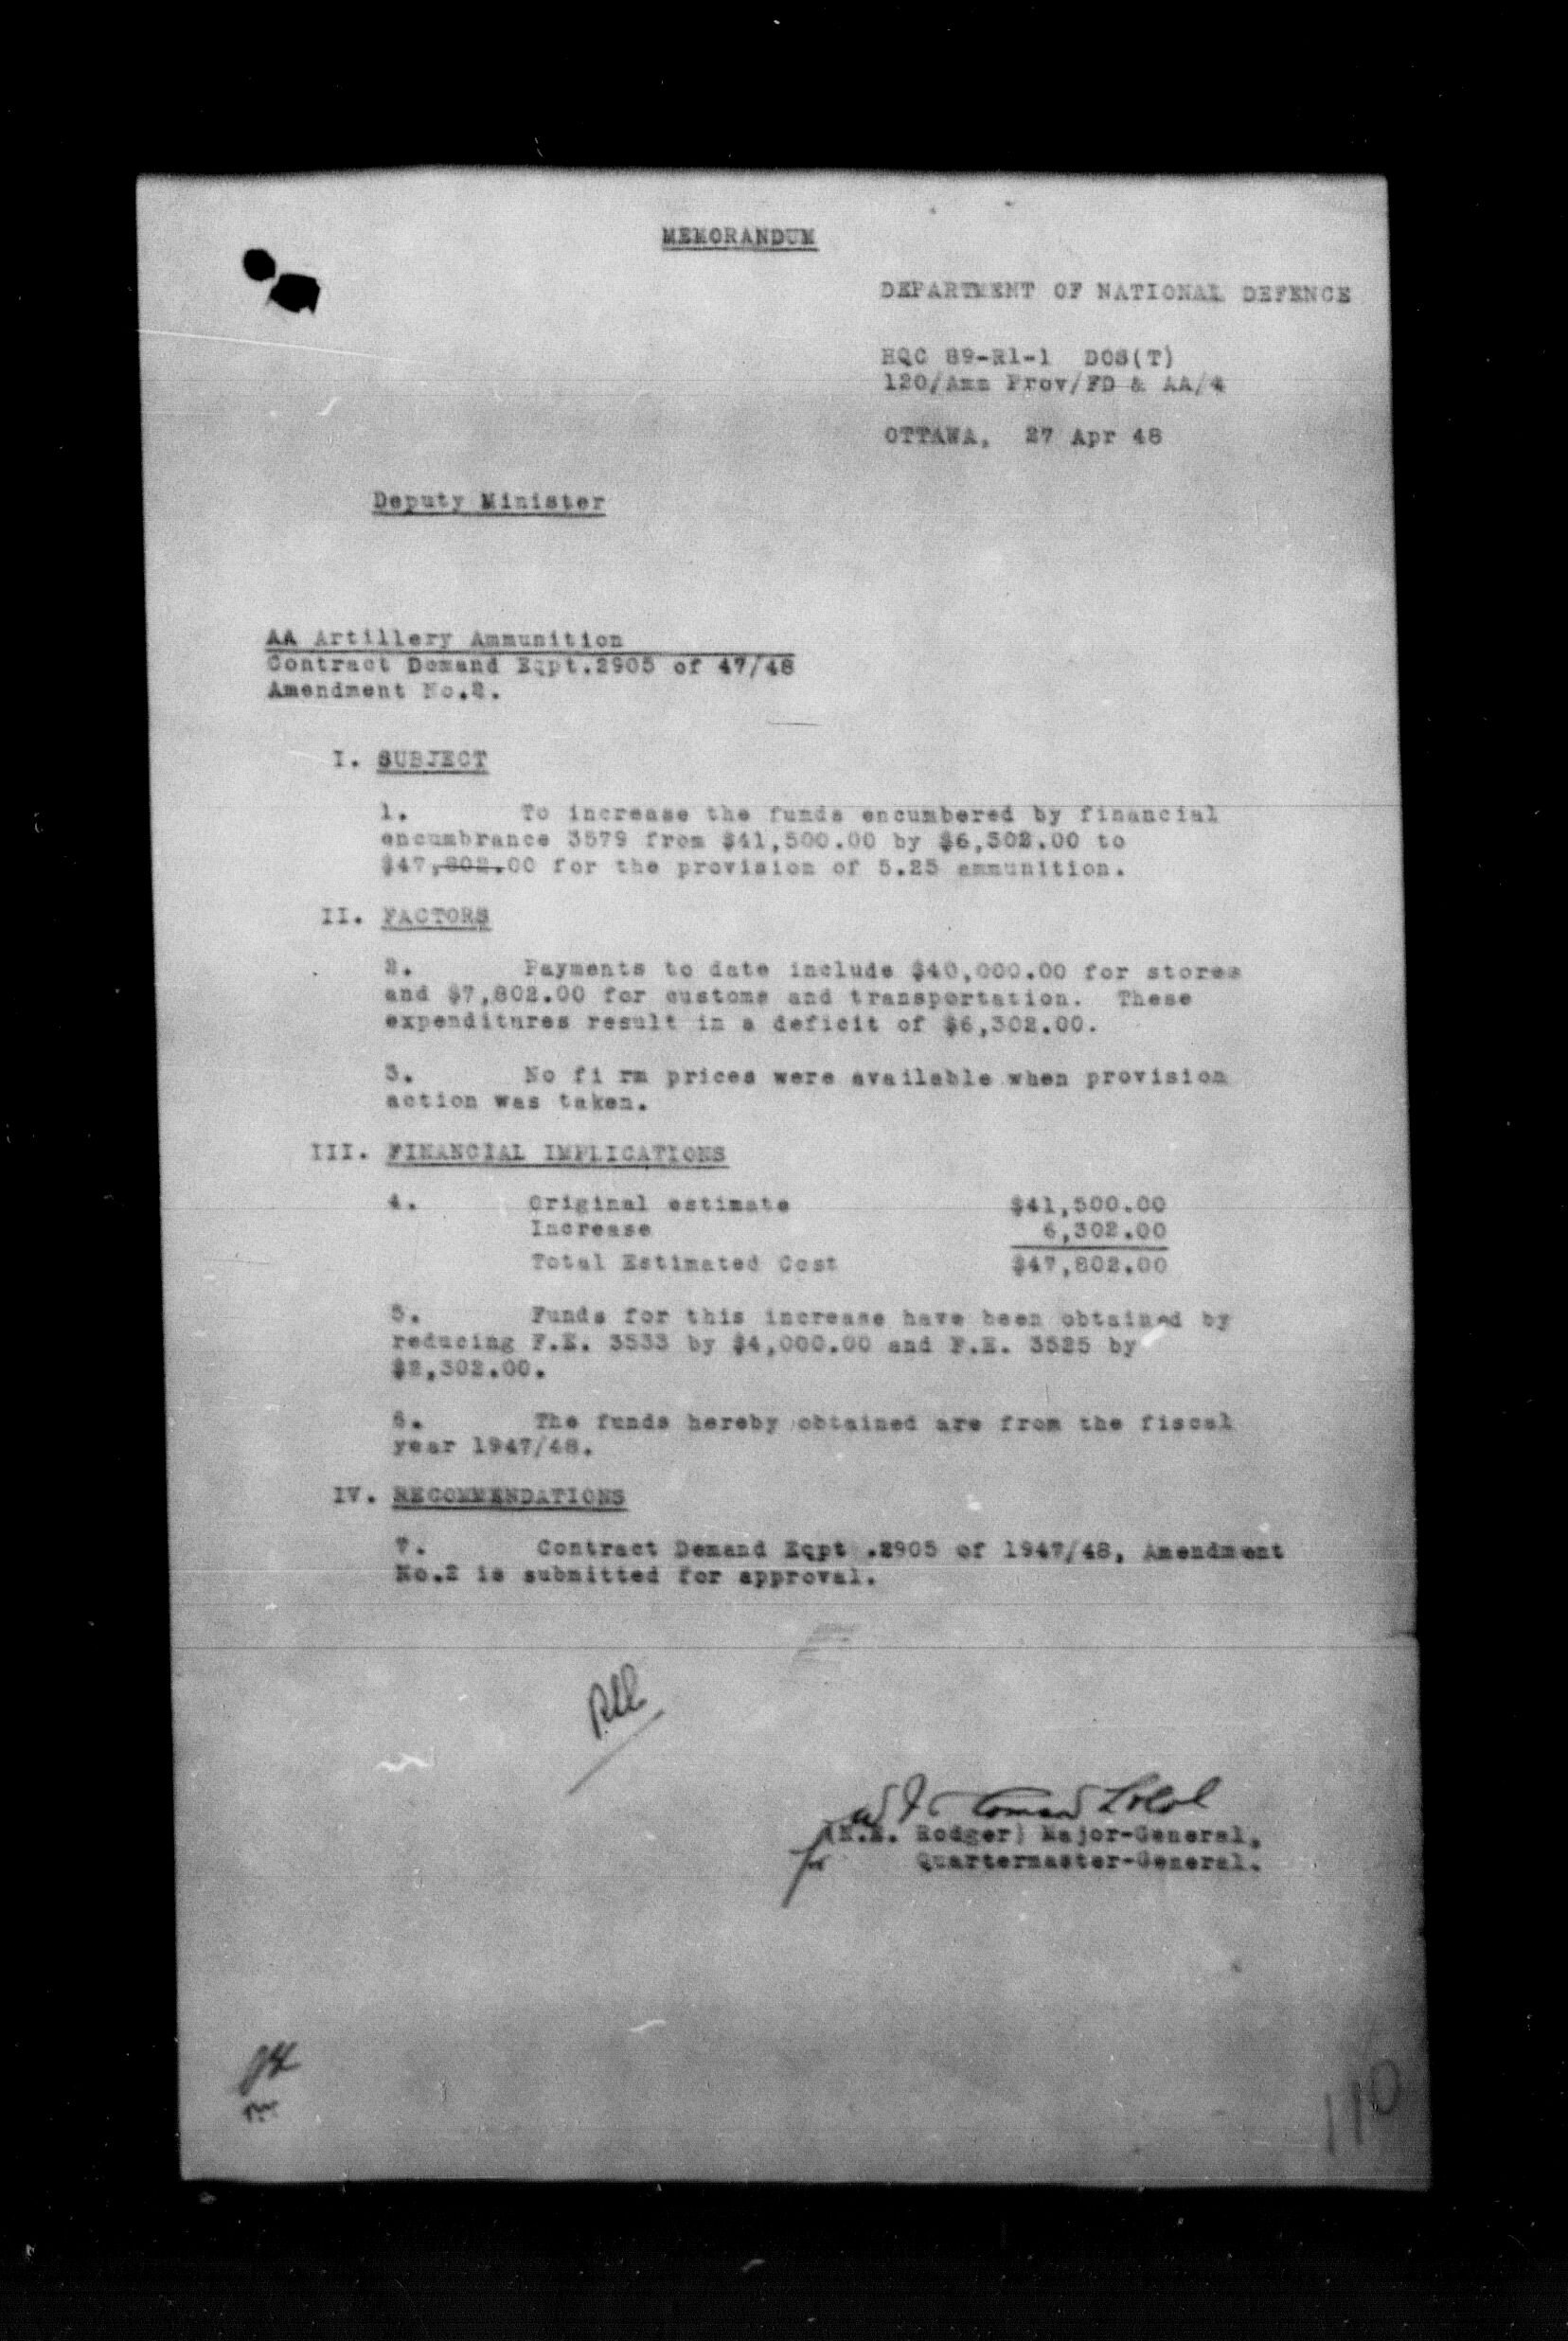 MEMORANDUM
DEPARTMENT OF NATIONAL DEFENCE
HQC 89-R1-1 DOS(T)
120/Amm Prov/FD & AA/4
OTTAWA, 27 Apr 48
Deputy Minister
AA Artillery Ammunition
Contract Demand Eqpt.2905 of 47/48
Amendment No.2.
I. SUBJECT
1. To increase the funds encumbered by financial
encumbrance 3579 from $41,500.00 by $6,302.00 to
$47,802.00 for the provision of 5.25 ammunition.
II. FACTORS
2. Payments to date include $40,000.00 for stores
and $7,802.00 for customs and transportation. These
expenditures result in a deficit of $6,302.00.
3. No fi rm prices were available when provision
action was taken.
III. FINANCIAL IMPLICATIONS
4. Original estimate $41,500.00
Increase 6,302.00
Total Estimated Cost $47,802.00
5. Funds for this increase have been obtained by
reducing F.E. 3533 by $4,000.00 and F.E. 3525 by
$2,302.00.
6. The funds hereby obtained are from the fiscal
year 1947/48.
IV. RECOMMENDATIONS
7. Contract Demand Eqpt .2905 of 1947/48, Amendment
No.2 is submitted for approval.
(N.E. Rodger) Major-General,
for Quartermaster-General.
110